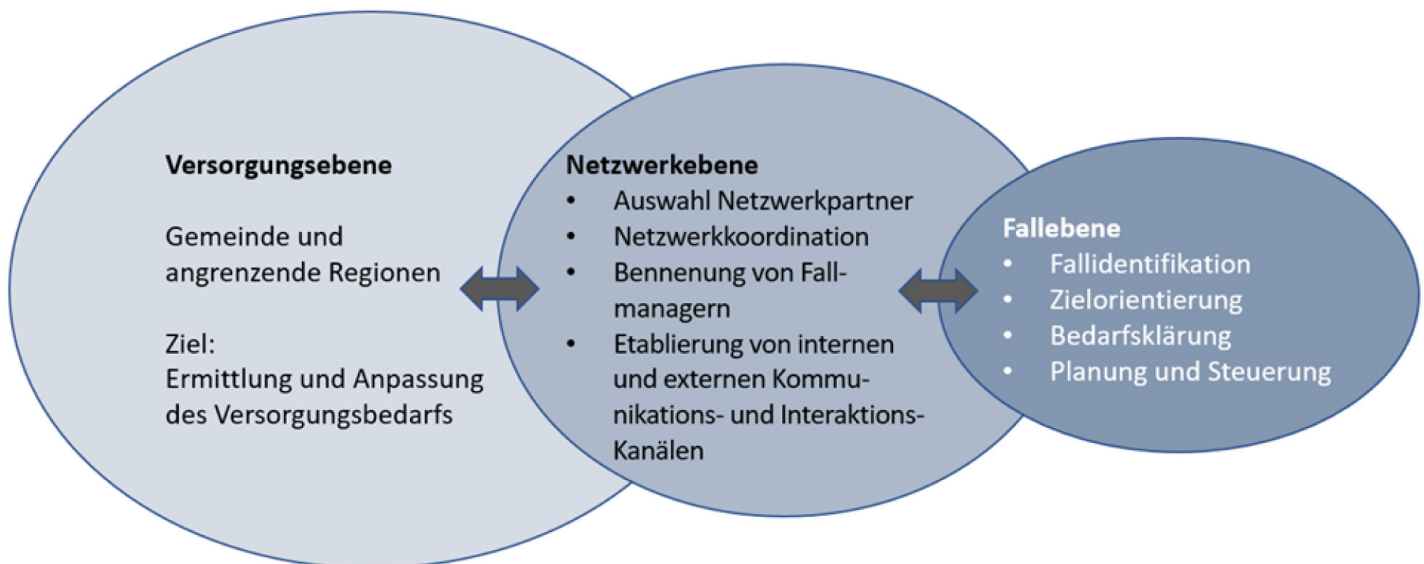 Versorgungsebene
Gemeinde und
angrenzende Regionen
Ziel:
Ermittlung und Anpassung
des Versorgungsbedarfs
Netzwerkebene
• Auswahl Netzwerkpartner
• Netzwerkkoordination
• Bennenung von Fall-
managern
• Etablierung von internen
und externen Kommu-
nikations- und Interaktions-
Kanälen
Fallebene
• Fallidentifikation
• Zielorientierung
• Bedarfsklärung
• Planung und Steuerung